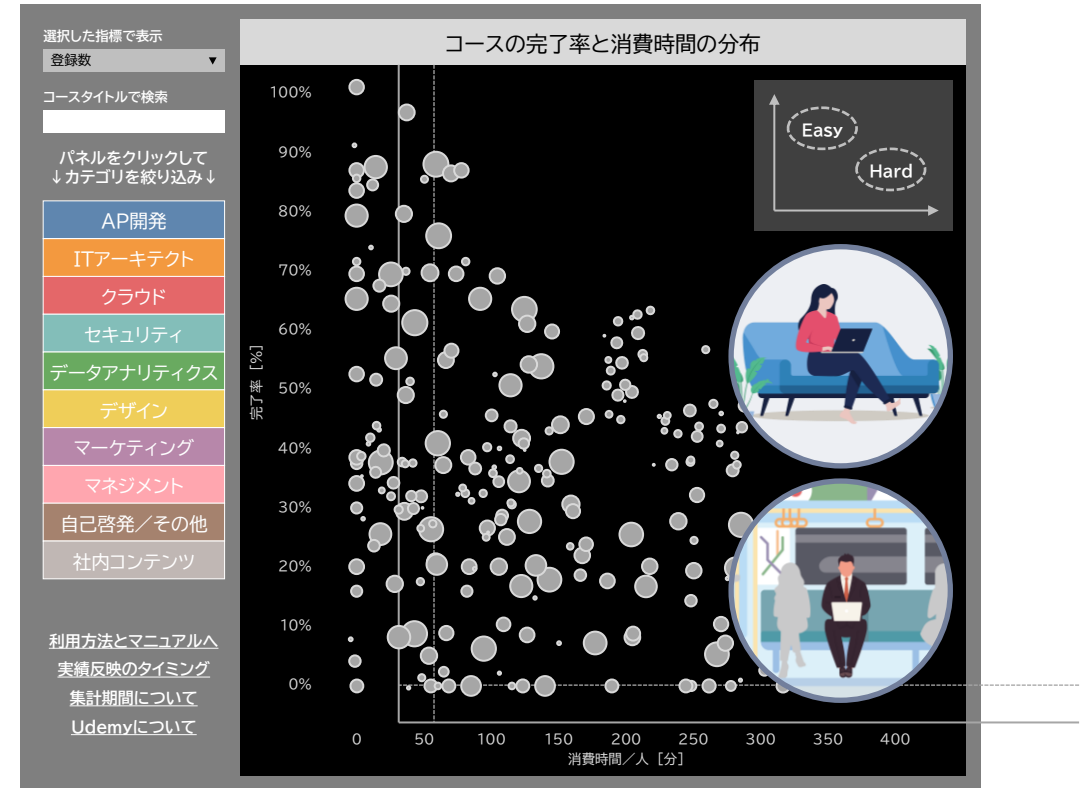 選択した指標で表示
登録数 ▼
コースタイトルで検索
パネルをクリックして
↓カテゴリを絞り込み↓
AP開発
ITアーキテクト
クラウド
セキュリティ
データアナリティクス
デザイン
マーケティング
マネジメント
自己啓発／その他
社内コンテンツ
利用方法とマニュアルへ
実績反映のタイミング
集計期間について
Udemyについて
コースの完了率と消費時間の分布
Easy
Hard
完了率［%］
100%
90%
80%
70%
60%
50%
40%
30%
20%
10%
0%
0 50 100 150 200 250 300 350 400
消費時間／人［分］